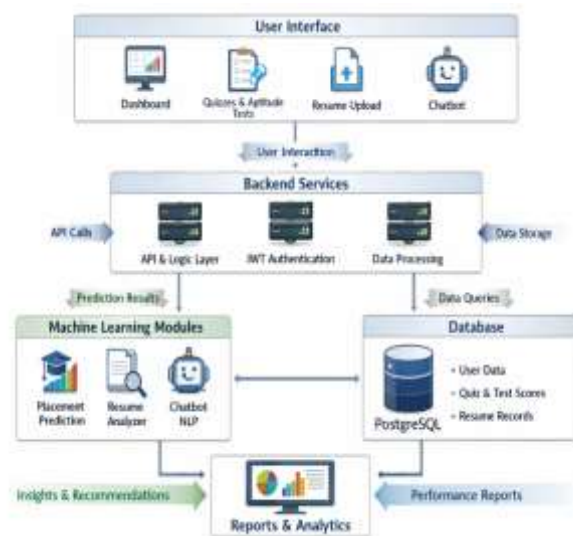 User Interface
Dashboard
Quizzes & Aptitude
Tests
Resume Upload
Chatbot
User Interaction
Backend Services
API Calls
Data Storage
API & Logic Layer
JWT Authentication
Data Processing
Prediction Results
Data Queries
Machine Learning Modules
Placement
Prediction
Resume
Analyzer
Chatbot
NLP
Database
PostgreSQL
• User Data
• Quiz & Test Scores
• Resume Records
Insights & Recommendations
Performance Reports
Reports & Analytics